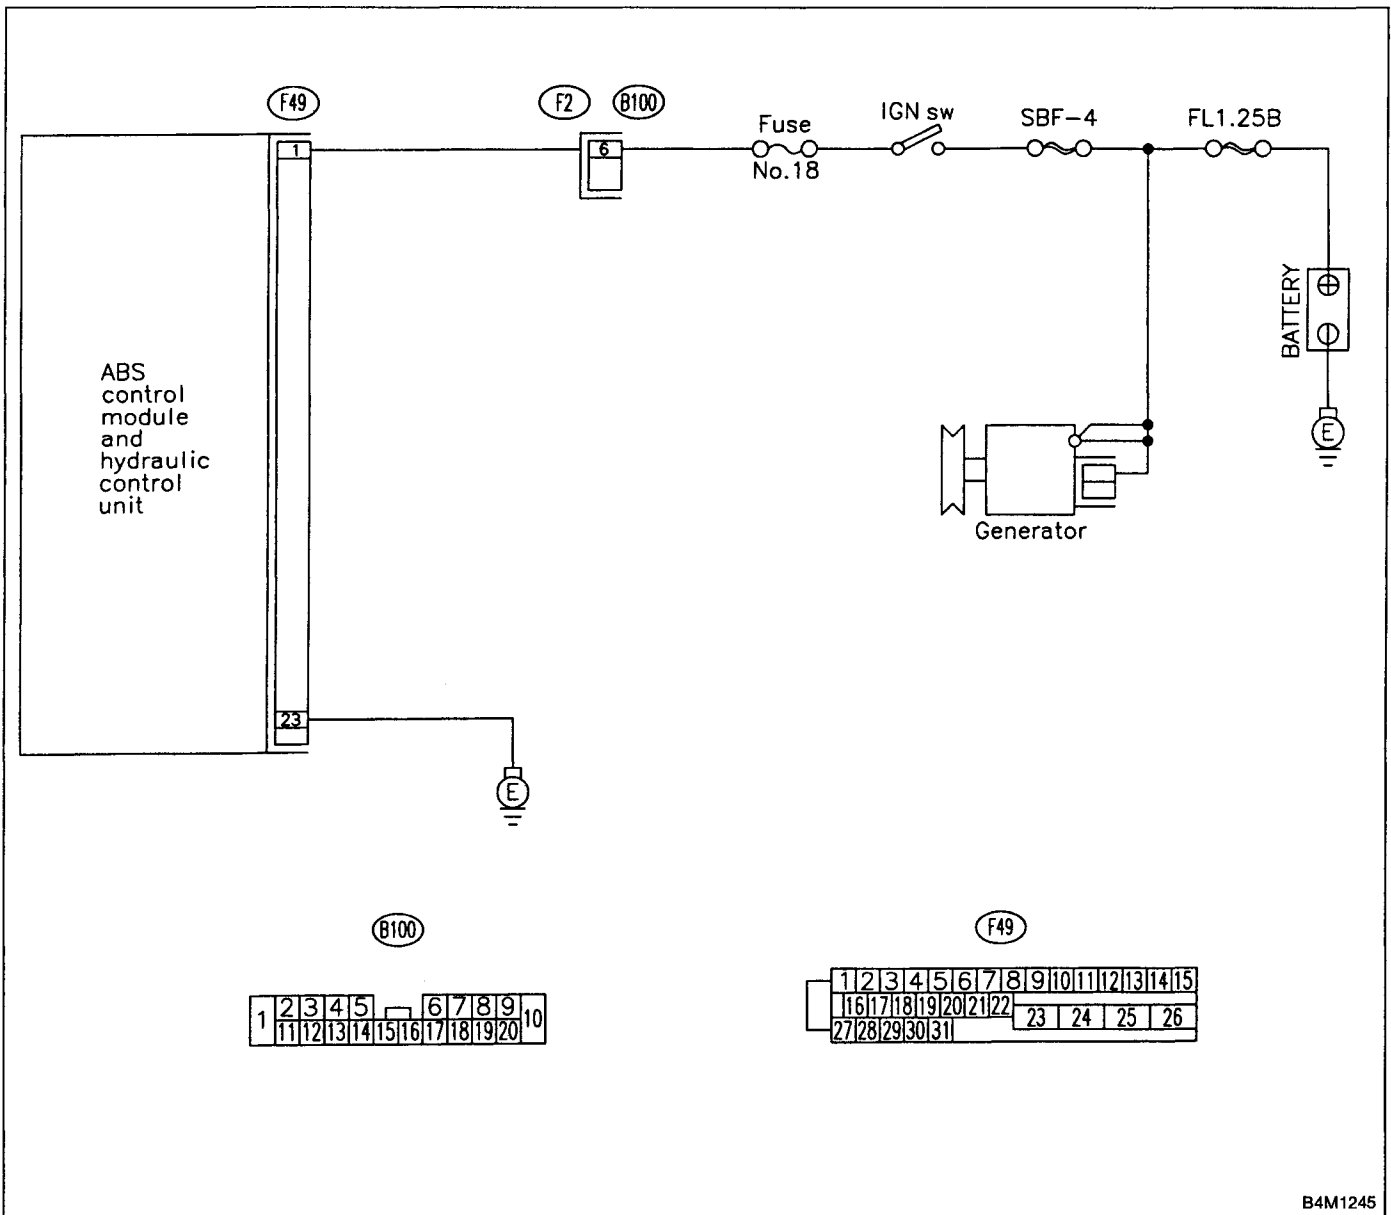 F49
F2
B100
Fuse
No.18
IGN sw
SBF-4
FL1.25B
1
6
BATTERY
E
ABS
control
module
and
hydraulic
control
unit
Generator
23
E
B100
F49
1 2 3 4 5 6 7 8 9 10
11 12 13 14 15 16 17 18 19 20
1 2 3 4 5 6 7 8 9 10 11 12 13 14 15
16 17 18 19 20 21 22 23 24 25 26
27 28 29 30 31
B4M1245